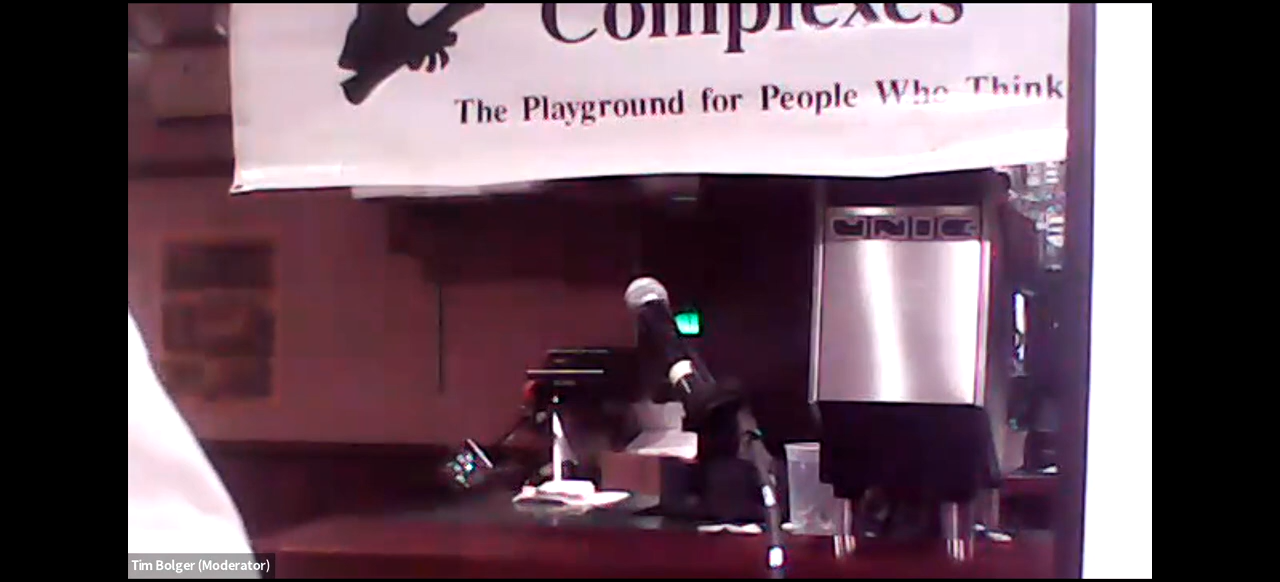 Complexes
The Playground for People Who Think
UNIC
Tim Bolger (Moderator)